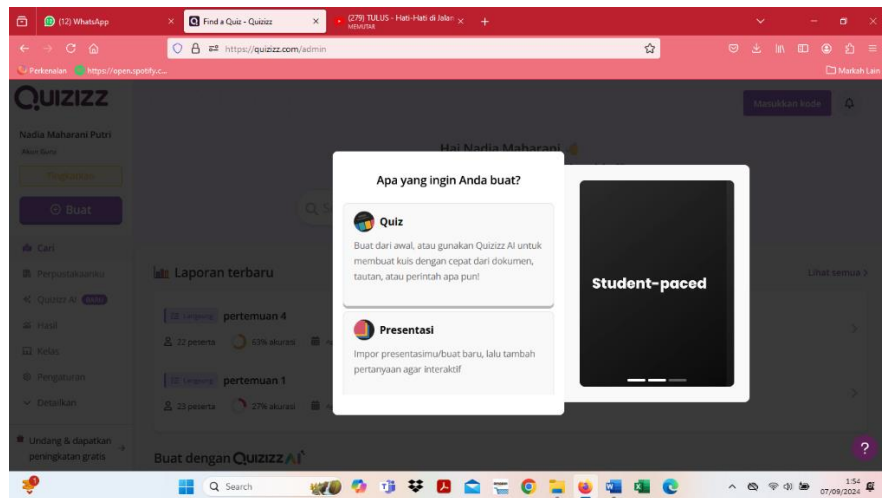 (12) WhatsApp
Find a Quiz - Quizizz
(279) TULUS - Hati-Hati di Jalan
MEMUTAR
https://quizizz.com/admin
Perkenalan
https://open.spotify.c...
Markah Lain
QUIZIZZ
Masukkan kode
Nadia Maharani Putri
Hai Nadia Maharani
Buat
Apa yang ingin Anda buat?
Quiz
Buat dari awal, atau gunakan Quizizz AI untuk
membuat kuis dengan cepat dari dokumen,
tautan, atau perintah apa pun!
Presentasi
Impor presentasimu/buat baru, lalu tambah
pertanyaan agar interaktif
Student-paced
Cari
Perpustakaanku
Quizizz AI
Hasil
Kelas
Pengaturan
Detailkan
Undang & dapatkan
peningkatan gratis
Laporan terbaru
Lihat semua >
pertemuan 4
22 peserta 63% akurasi
pertemuan 1
23 peserta 27% akurasi
Buat dengan QUIZIZZ AI
?
Search
1:54
07/09/2024